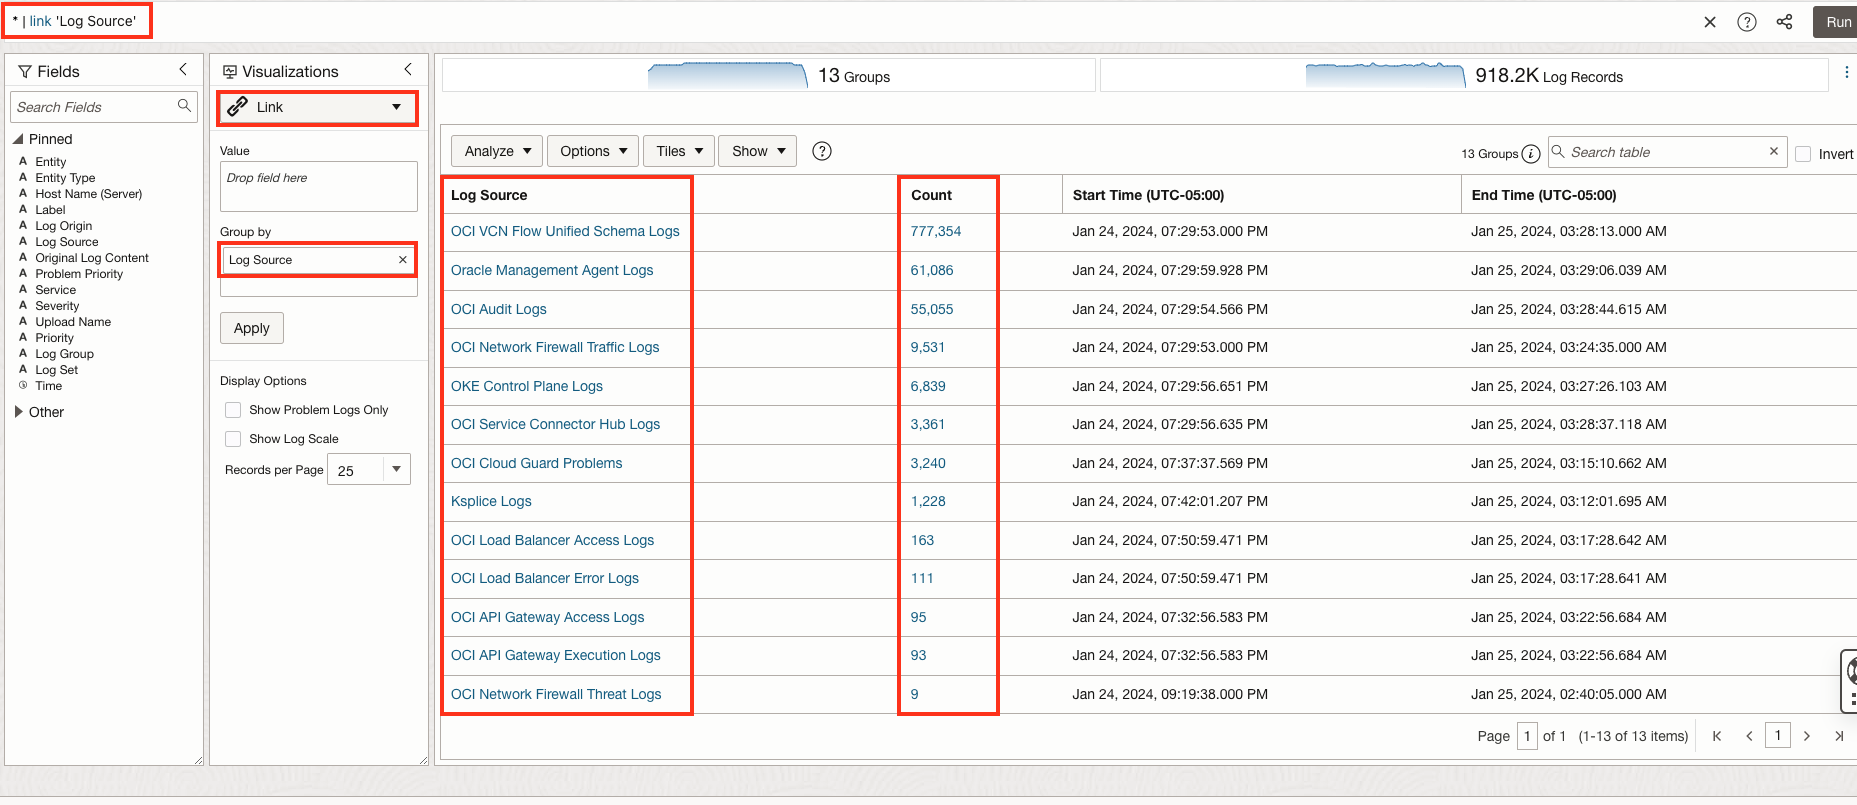 * | link 'Log Source'
Run
Fields
Search Fields
Pinned
A Entity
A Entity Type
A Host Name (Server)
A Label
A Log Origin
A Log Source
A Original Log Content
A Problem Priority
A Service
A Severity
A Upload Name
A Priority
A Log Group
A Log Set
Time
Other
Visualizations
Link
Value
Drop field here
Group by
Log Source
Apply
Display Options
Show Problem Logs Only
Show Log Scale
Records per Page 25
13 Groups
918.2K Log Records
Analyze Options Tiles Show ?
13 Groups Search table Invert
Log Source Count Start Time (UTC-05:00) End Time (UTC-05:00)
OCI VCN Flow Unified Schema Logs 777,354 Jan 24, 2024, 07:29:53.000 PM Jan 25, 2024, 03:28:13.000 AM
Oracle Management Agent Logs 61,086 Jan 24, 2024, 07:29:59.928 PM Jan 25, 2024, 03:29:06.039 AM
OCI Audit Logs 55,055 Jan 24, 2024, 07:29:54.566 PM Jan 25, 2024, 03:28:44.615 AM
OCI Network Firewall Traffic Logs 9,531 Jan 24, 2024, 07:29:53.000 PM Jan 25, 2024, 03:24:35.000 AM
OKE Control Plane Logs 6,839 Jan 24, 2024, 07:29:56.651 PM Jan 25, 2024, 03:27:26.103 AM
OCI Service Connector Hub Logs 3,361 Jan 24, 2024, 07:29:56.635 PM Jan 25, 2024, 03:28:37.118 AM
OCI Cloud Guard Problems 3,240 Jan 24, 2024, 07:37:37.569 PM Jan 25, 2024, 03:15:10.662 AM
Ksplice Logs 1,228 Jan 24, 2024, 07:42:01.207 PM Jan 25, 2024, 03:12:01.695 AM
OCI Load Balancer Access Logs 163 Jan 24, 2024, 07:50:59.471 PM Jan 25, 2024, 03:17:28.642 AM
OCI Load Balancer Error Logs 111 Jan 24, 2024, 07:50:59.471 PM Jan 25, 2024, 03:17:28.641 AM
OCI API Gateway Access Logs 95 Jan 24, 2024, 07:32:56.583 PM Jan 25, 2024, 03:22:56.684 AM
OCI API Gateway Execution Logs 93 Jan 24, 2024, 07:32:56.583 PM Jan 25, 2024, 03:22:56.684 AM
OCI Network Firewall Threat Logs 9 Jan 24, 2024, 09:19:38.000 PM Jan 25, 2024, 02:40:05.000 AM
Page 1 of 1 (1-13 of 13 items) 1